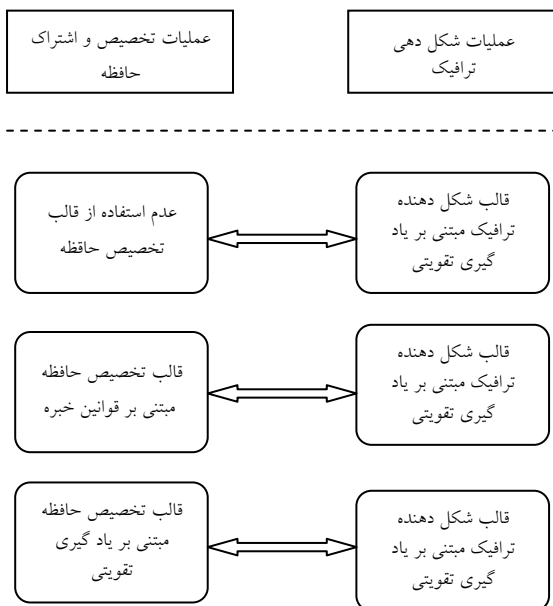 عملیات شکل دهی
ترافیک
عملیات تخصیص و اشتراک
حافظه
قالب شکل دهنده
ترافیک مبتنی بر یاد
گیری تقویتی
عدم استفاده از قالب
تخصیص حاقظه
قالب شکل دهنده
ترافیک مبتنی بر یاد
گیری تقویتی
قالب تخصیص حافظه
مبتنی بر قوانین خبره
قالب شکل دهنده
ترافیک مبتنی بر یاد
گیری تقویتی
قالب تخصیص حافظه
مبتنی بر یاد گیری
تقویتی